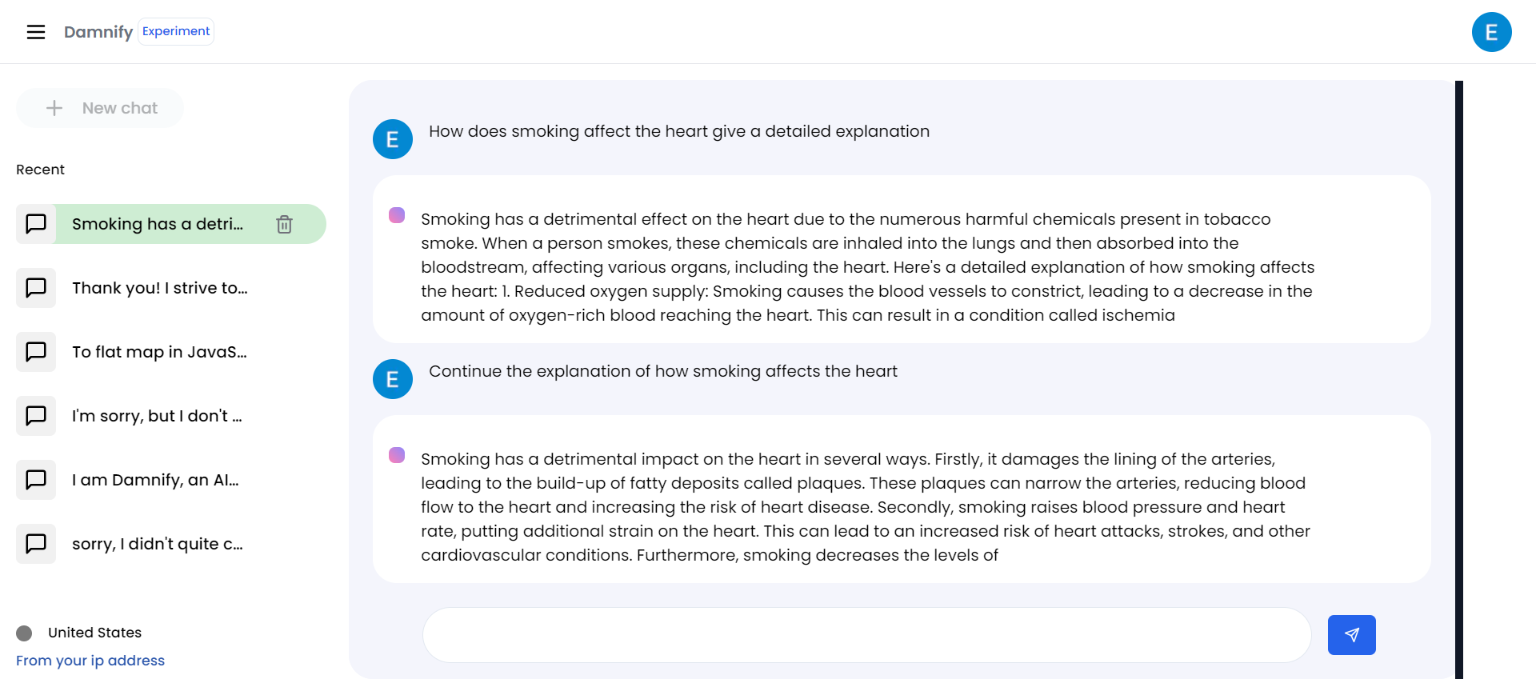 Damnify Experiment
E
New chat
Recent
Smoking has a detri...
Thank you! I strive to...
To flat map in JavaS...
I'm sorry, but I don't ...
I am Damnify, an AI...
sorry, I didn't quite c...
United States
From your ip address
E
How does smoking affect the heart give a detailed explanation
Smoking has a detrimental effect on the heart due to the numerous harmful chemicals present in tobacco
smoke. When a person smokes, these chemicals are inhaled into the lungs and then absorbed into the
bloodstream, affecting various organs, including the heart. Here's a detailed explanation of how smoking affects
the heart: 1. Reduced oxygen supply: Smoking causes the blood vessels to constrict, leading to a decrease in the
amount of oxygen-rich blood reaching the heart. This can result in a condition called ischemia
E
Continue the explanation of how smoking affects the heart
Smoking has a detrimental impact on the heart in several ways. Firstly, it damages the lining of the arteries,
leading to the build-up of fatty deposits called plaques. These plaques can narrow the arteries, reducing blood
flow to the heart and increasing the risk of heart disease. Secondly, smoking raises blood pressure and heart
rate, putting additional strain on the heart. This can lead to an increased risk of heart attacks, strokes, and other
cardiovascular conditions. Furthermore, smoking decreases the levels of